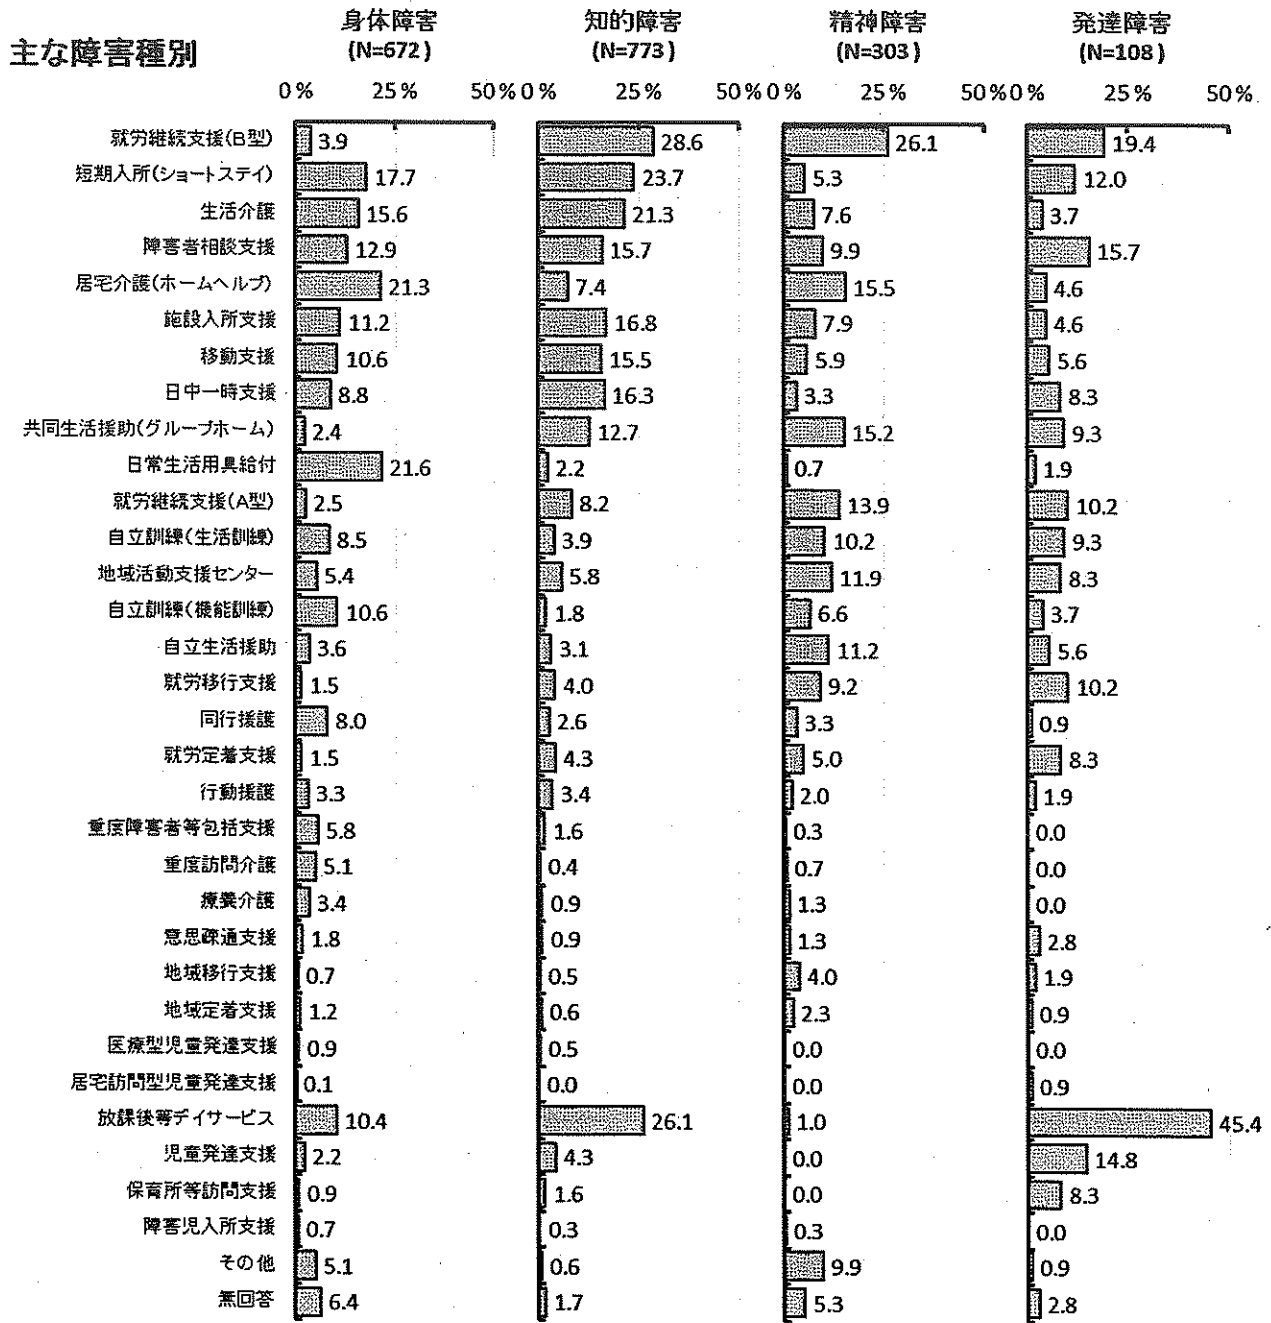 主な障害種別
身体障害 知的障害 精神障害 発達障害
(N=672) (N=773) (N=303) (N=108)
0% 25% 50% 0% 25% 50% 0% 25% 50% 0% 25% 50%
就労継続支援(B型) 3.9 28.6 26.1 19.4
短期入所(ショートステイ) 17.7 23.7 5.3 12.0
生活介護 15.6 21.3 7.6 3.7
障害者相談支援 12.9 15.7 9.9 15.7
居宅介護(ホームヘルプ) 21.3 7.4 15.5 4.6
施設入所支援 11.2 16.8 7.9 4.6
移動支援 10.6 15.5 5.9 5.6
日中一時支援 8.8 16.3 3.3 8.3
共同生活援助(グループホーム) 2.4 12.7 15.2 9.3
日常生活用具給付 21.6 2.2 0.7 1.9
就労継続支援(A型) 2.5 8.2 13.9 10.2
自立訓練(生活訓練) 8.5 3.9 10.2 9.3
地域活動支援センター 5.4 5.8 11.9 8.3
自立訓練(機能訓練) 10.6 1.8 6.6 3.7
自立生活援助 3.6 3.1 11.2 5.6
就労移行支援 1.5 4.0 9.2 10.2
同行援護 8.0 2.6 3.3 0.9
就労定着支援 1.5 4.3 5.0 8.3
行動援護 3.3 3.4 2.0 1.9
重度障害者等包括支援 5.8 1.6 0.3 0.0
重度訪問介護 5.1 0.4 0.7 0.0
療養介護 3.4 0.9 1.3 0.0
意思疎通支援 1.8 0.9 1.3 2.8
地域移行支援 0.7 0.5 4.0 1.9
地域定着支援 1.2 0.6 2.3 0.9
医療型児童発達支援 0.9 0.5 0.0 0.0
居宅訪問型児童発達支援 0.1 0.0 0.0 0.9
放課後等デイサービス 10.4 26.1 1.0 45.4
児童発達支援 2.2 4.3 0.0 14.8
保育所等訪問支援 0.9 1.6 0.0 8.3
障害児入所支援 0.7 0.3 0.3 0.0
その他 5.1 0.6 9.9 0.9
無回答 6.4 1.7 5.3 2.8